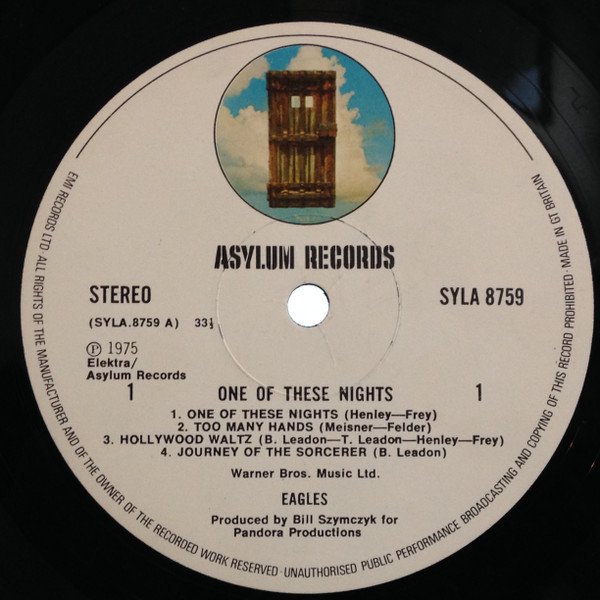 ASYLUM RECORDS
STEREO
SYLA 8759
(SYLA.8759 A) 33⅓
Ⓟ 1975
Elektra/
Asylum Records
1 ONE OF THESE NIGHTS 1
1. ONE OF THESE NIGHTS (Henley—Frey)
2. TOO MANY HANDS (Meisner—Felder)
3. HOLLYWOOD WALTZ (B. Leadon—T. Leadon—Henley—Frey)
4. JOURNEY OF THE SORCERER (B. Leadon)
Warner Bros. Music Ltd.
EAGLES
Produced by Bill Szymczyk for
Pandora Productions
EMI RECORDS LTD· ALL RIGHTS OF THE MANUFACTURER AND OF THE OWNER OF THE RECORDED WORK RESERVED · UNAUTHORISED PUBLIC PERFORMANCE BROADCASTING AND COPYING OF THIS RECORD PROHIBITED · MADE IN GT BRITAIN